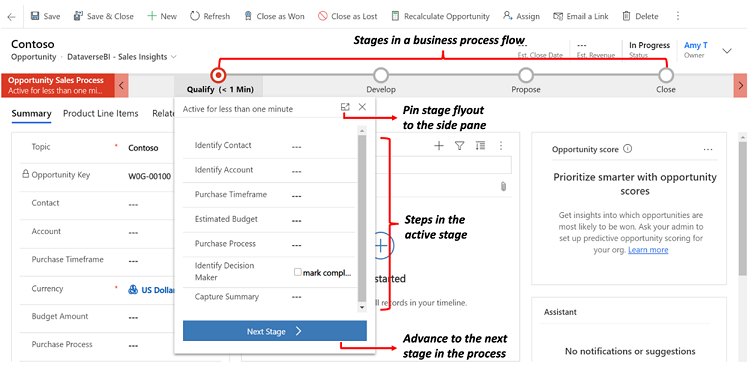 Save
Save & Close
New
Refresh
Close as Won
Close as Lost
Recalculate Opportunity
Assign
Email a Link
Delete
Contoso
Opportunity · DataverseBI - Sales Insights
Stages in a business process flow
---
Est. Close Date
---
Est. Revenue
In Progress
Status
Amy T
Owner
Opportunity Sales Process
Active for less than one mi...
Qualify (< 1 Min)
Develop
Propose
Close
Summary
Product Line Items
Relate
Active for less than one minute
Pin stage flyout
to the side pane
Topic * Contoso
Opportunity Key W0G-00100
Contact ---
Account ---
Purchase Timeframe ---
Currency * US Dolla
Budget Amount ---
Purchase Process ---
Identify Contact ---
Identify Account ---
Purchase Timeframe ---
Estimated Budget ---
Purchase Process ---
Identify Decision
Maker
mark compl...
Capture Summary ---
Next Stage
Steps in the
active stage
started
ll records in your timeline.
Advance to the next
stage in the process
Opportunity score
Prioritize smarter with opportunity
scores
Get insights into which opportunities are
most likely to be won. Ask your admin to
set up predictive opportunity scoring for
your org. Learn more
Assistant
No notifications or suggestions